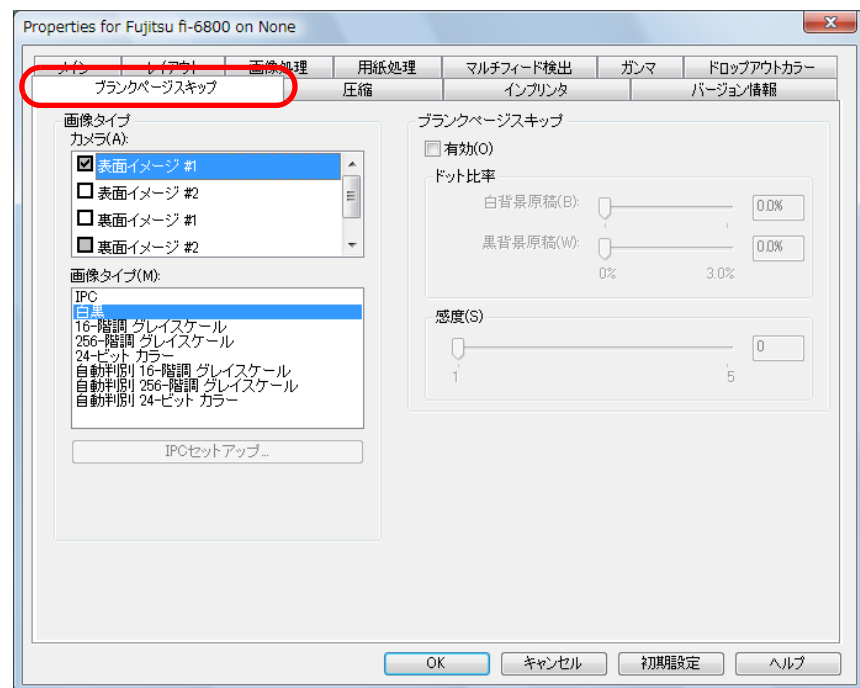 Properties for Fujitsu fi-6800 on None
メイン レイアウト 画像処理 用紙処理 マルチフィード検出 ガンマ ドロップアウトカラー
ブランクページスキップ 圧縮 インプリンタ バージョン情報
画像タイプ
カメラ(A):
表面イメージ #1
表面イメージ #2
裏面イメージ #1
裏面イメージ #2
画像タイプ(M):
IPC
白黒
16-階調 グレイスケール
256-階調 グレイスケール
24-ビット カラー
自動判別 16-階調 グレイスケール
自動判別 256-階調 グレイスケール
自動判別 24-ビット カラー
IPCセットアップ...
ブランクページスキップ
有効(O)
ドット比率
白背景原稿(B): 0.0%
黒背景原稿(W): 0.0%
0% 3.0%
感度(S)
0
1 5
OK キャンセル 初期設定 ヘルプ